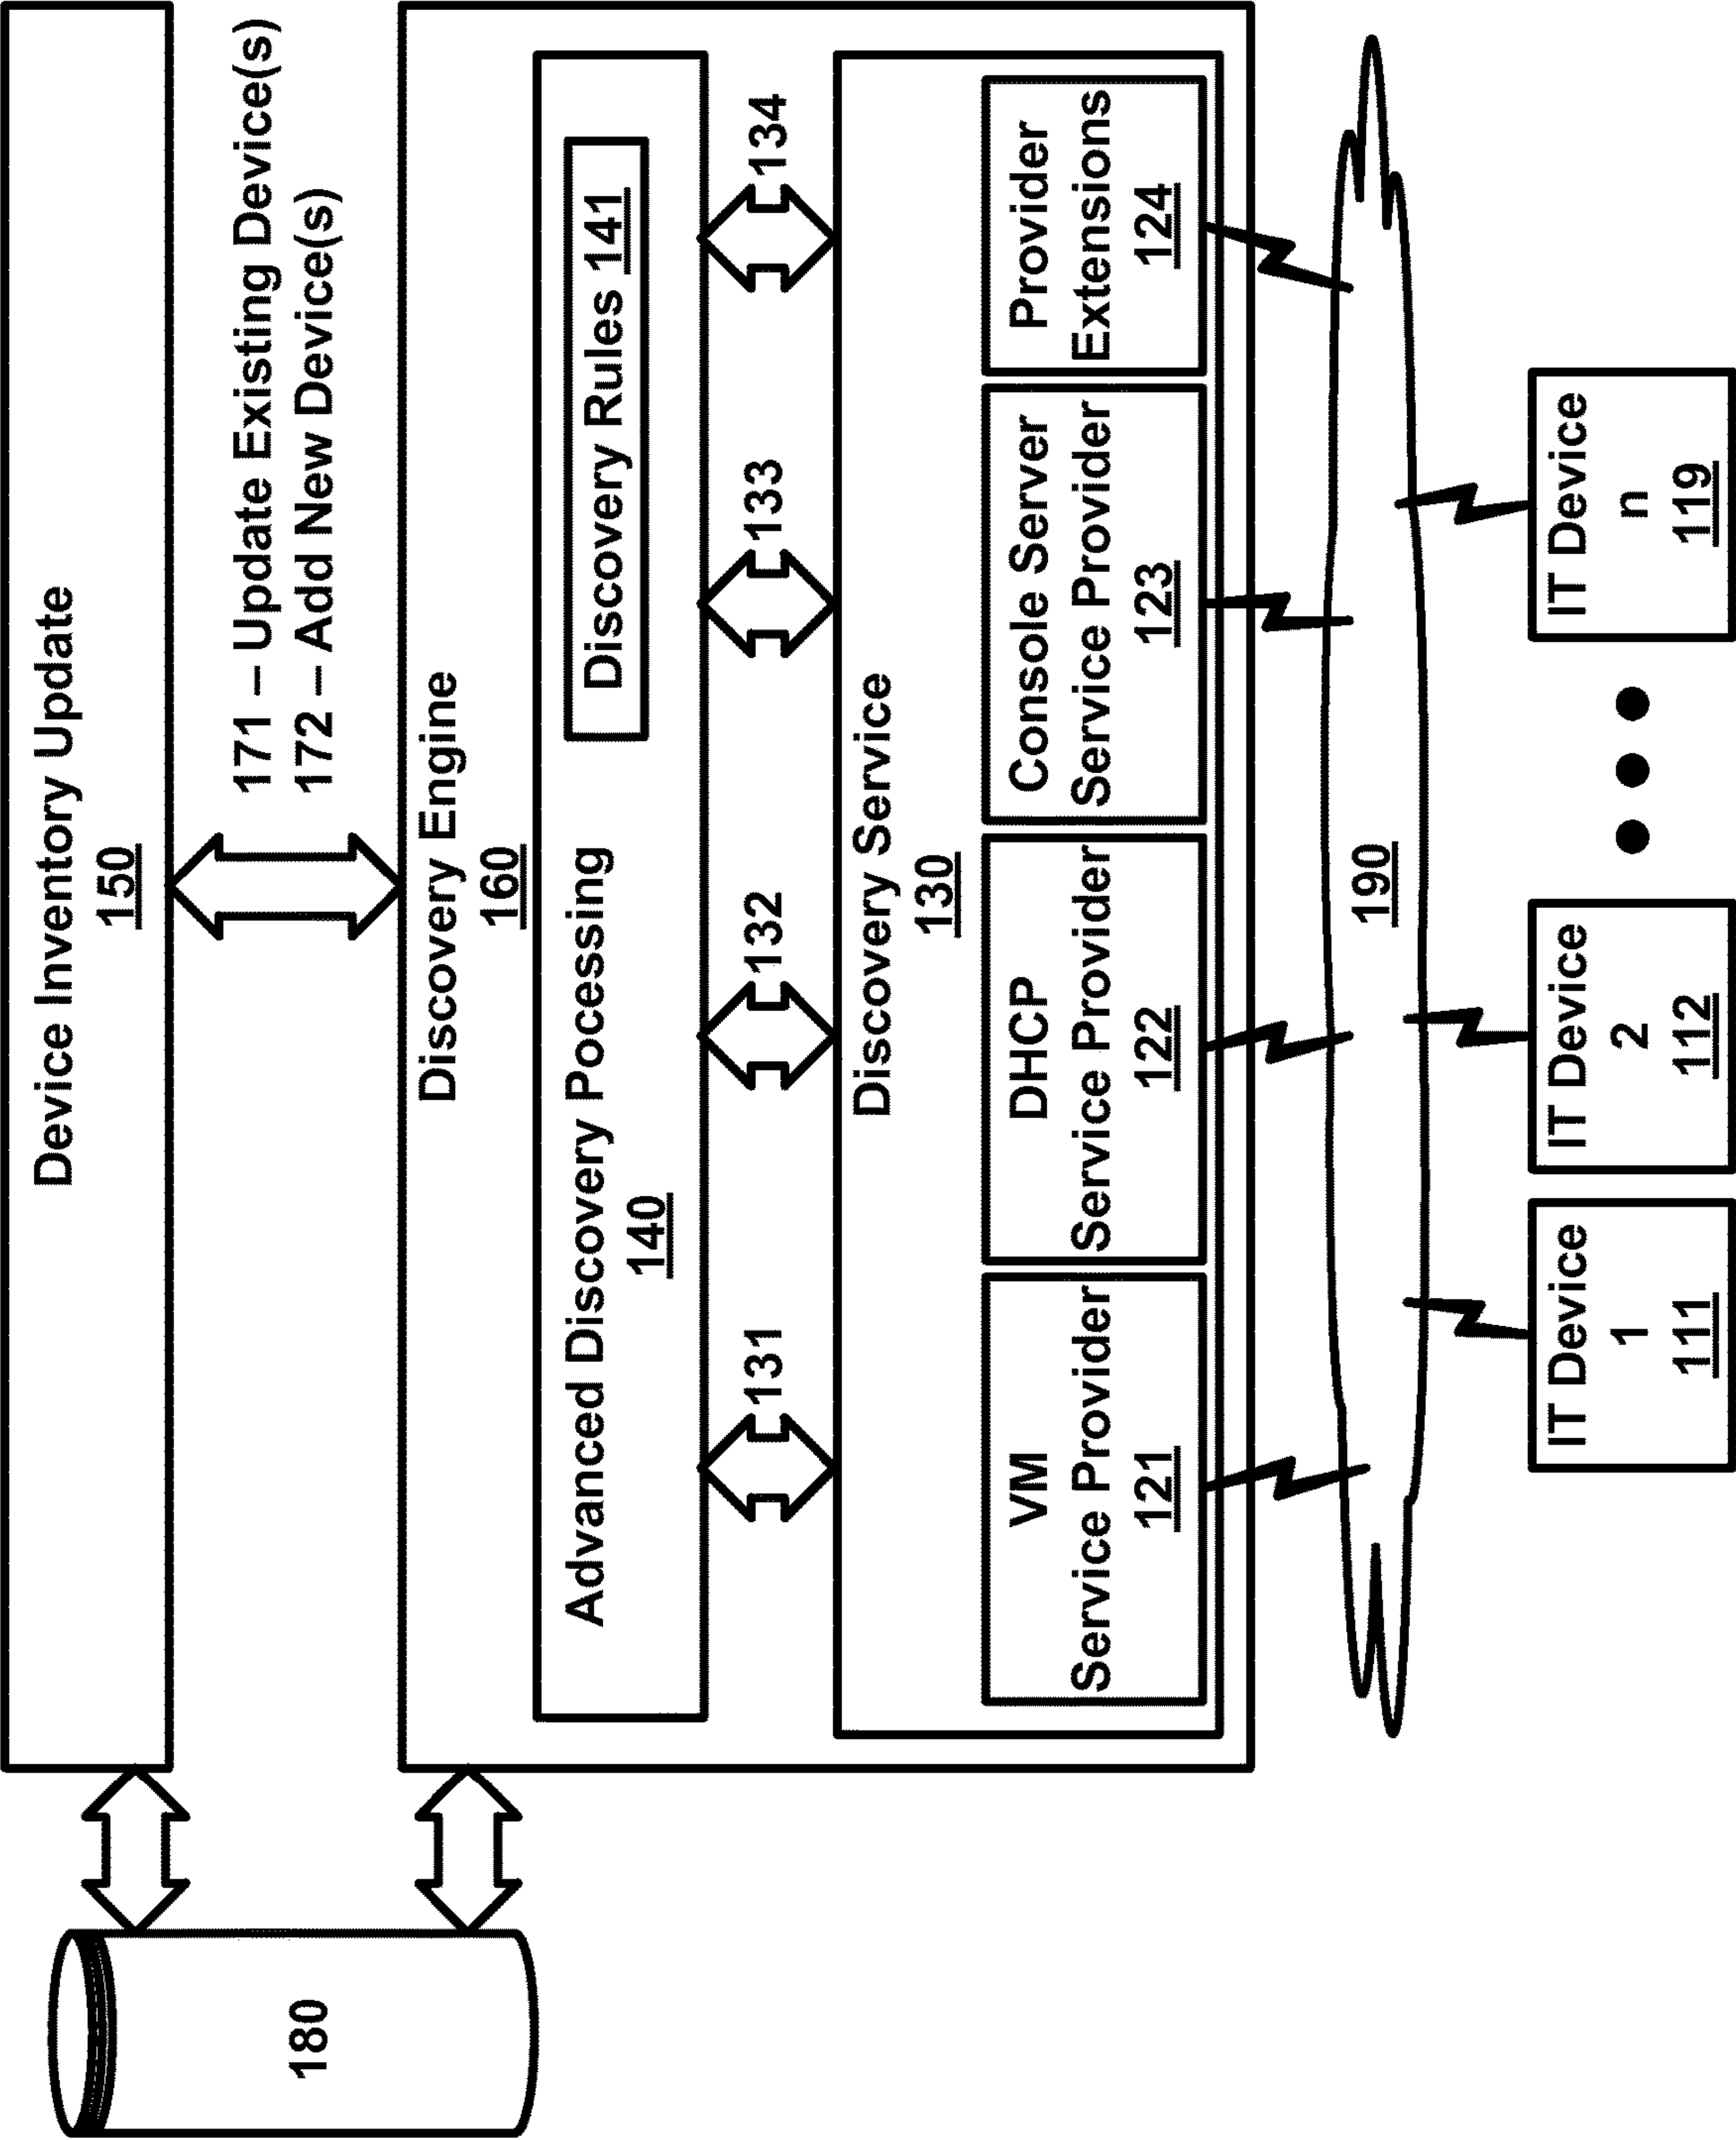 Device Inventory Update
150
171 – Update Existing Device(s)
172 – Add New Device(s)
180
Discovery Engine
160
Advanced Discovery Pocessing
140
Discovery Rules 141
131
132
133
134
Discovery Service
130
VM
Service Provider
121
DHCP
Service Provider
122
Console Server
Service Provider
123
Provider
Extensions
124
190
IT Device
1
111
IT Device
2
112
IT Device
n
119